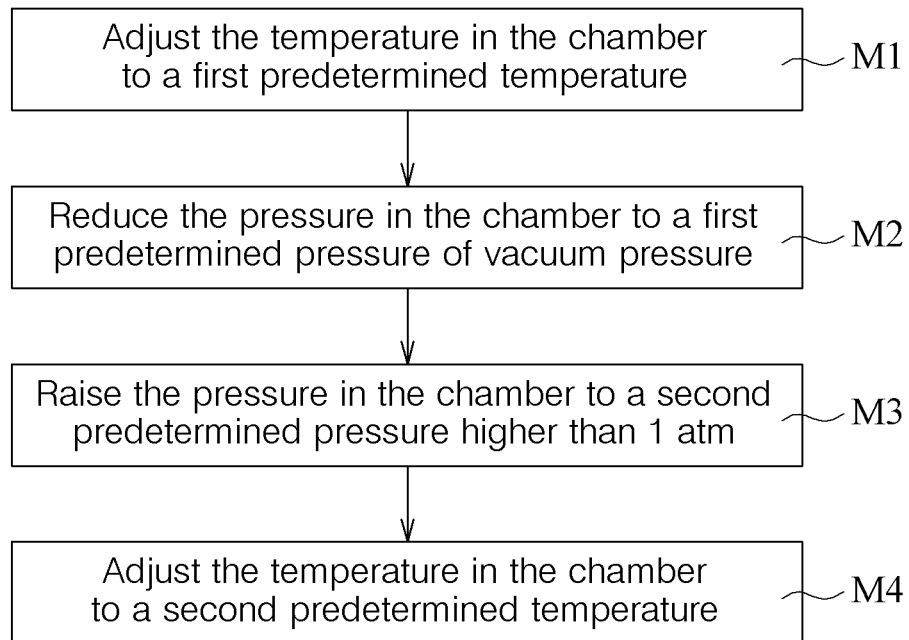 Adjust the temperature in the chamber
to a first predetermined temperature
M1
Reduce the pressure in the chamber to a first
predetermined pressure of vacuum pressure
M2
Raise the pressure in the chamber to a second
predetermined pressure higher than 1 atm
M3
Adjust the temperature in the chamber
to a second predetermined temperature
M4